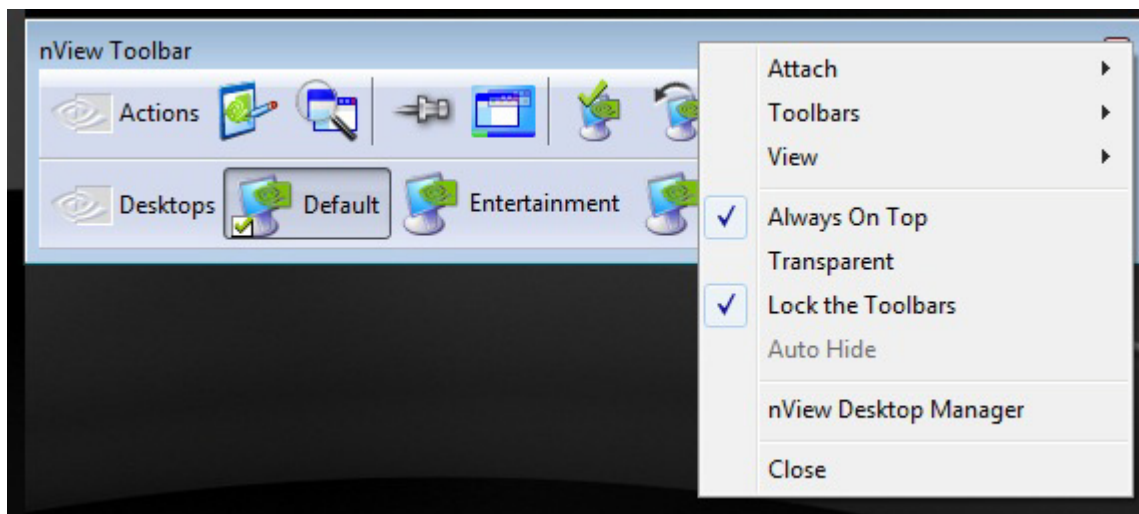 nView Toolbar
Actions
Desktops Default Entertainment
Attach
Toolbars
View
Always On Top
Transparent
Lock the Toolbars
Auto Hide
nView Desktop Manager
Close